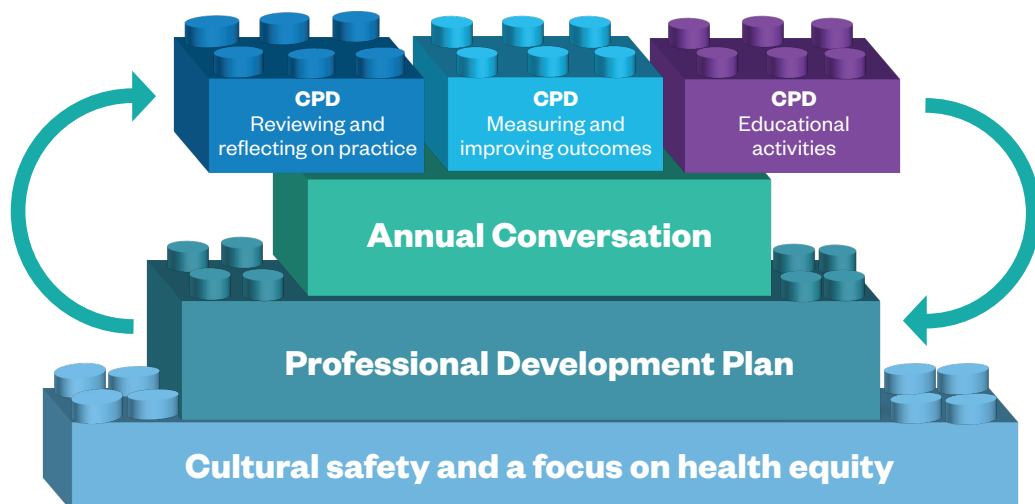 CPD
Reviewing and
reflecting on practice
CPD
Measuring and
improving outcomes
CPD
Educational
activities
Annual Conversation
Professional Development Plan
Cultural safety and a focus on health equity